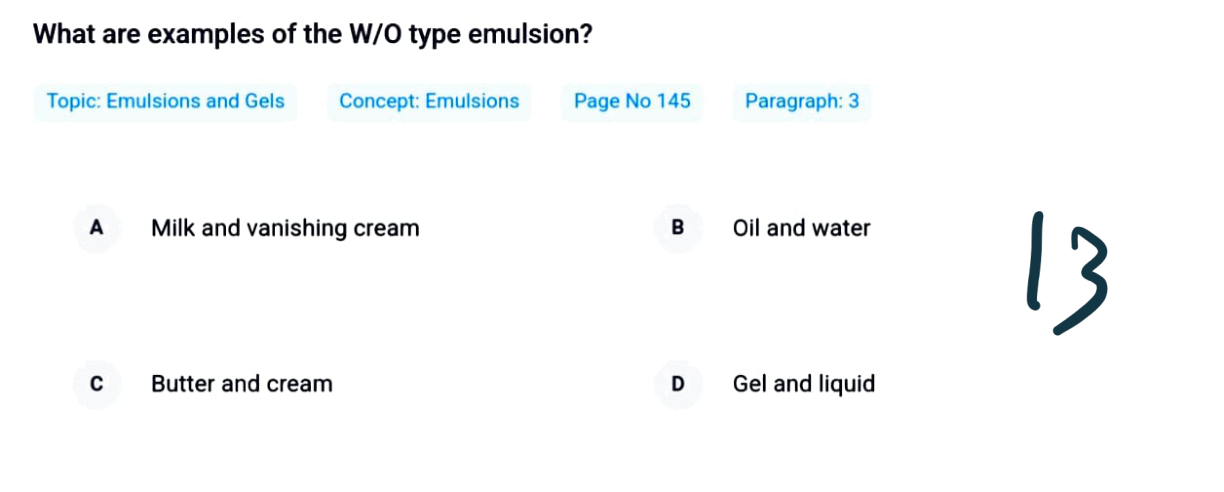 What are examples of the W/O type emulsion?
Topic: Emulsions and Gels Concept: Emulsions Page No 145 Paragraph: 3
A Milk and vanishing cream B Oil and water
13
C Butter and cream D Gel and liquid